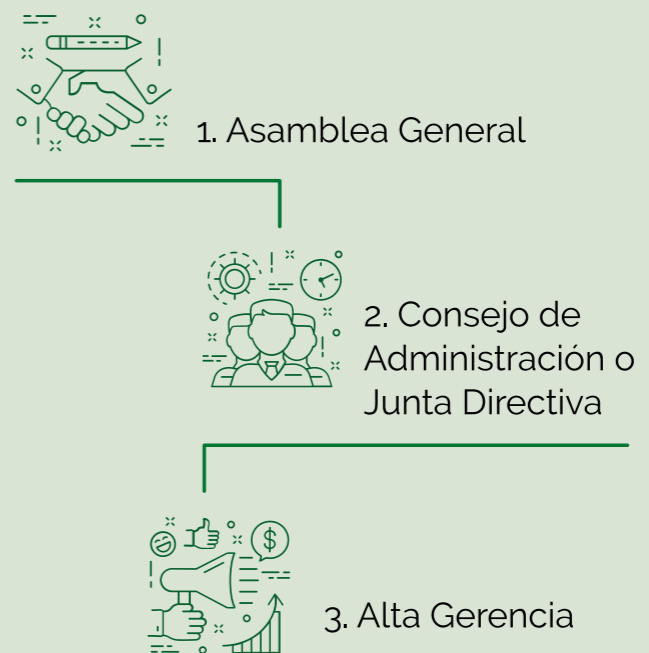 1. Asamblea General
2. Consejo de
Administración o
Junta Directiva
$
3. Alta Gerencia